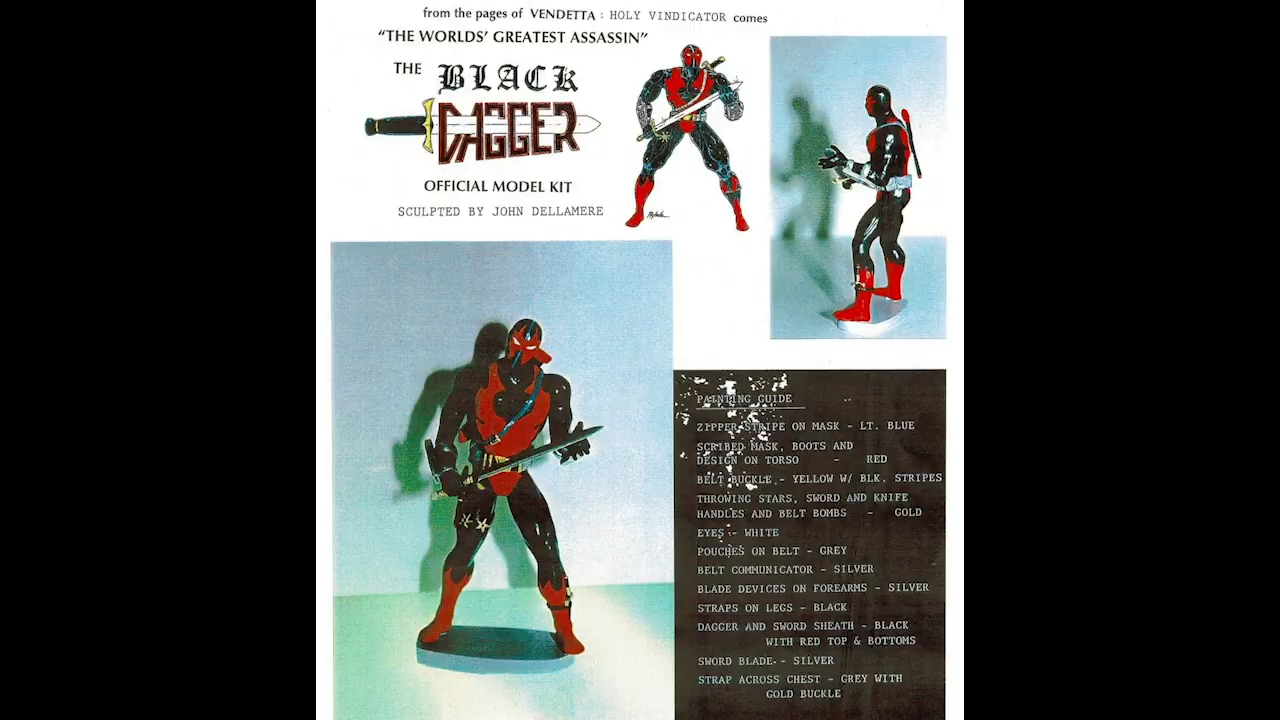 from the pages of VENDETTA : HOLY VINDICATOR comes
"THE WORLDS' GREATEST ASSASSIN"
THE BLACK
DAGGER
OFFICIAL MODEL KIT
SCULPTED BY JOHN DELLAMERE
PAINTING GUIDE
ZIPPER STRIPE ON MASK - LT. BLUE
SCRIBED MASK, BOOTS AND
DESIGN ON TORSO - RED
BELT BUCKLE - YELLOW W/ BLK. STRIPES
THROWING STARS, SWORD AND KNIFE
HANDLES AND BELT BOMBS - GOLD
EYES - WHITE
POUCHES ON BELT - GREY
BELT COMMUNICATOR - SILVER
BLADE DEVICES ON FOREARMS - SILVER
STRAPS ON LEGS - BLACK
DAGGER AND SWORD SHEATH - BLACK
WITH RED TOP & BOTTOMS
SWORD BLADE - SILVER
STRAP ACROSS CHEST - GREY WITH
GOLD BUCKLE